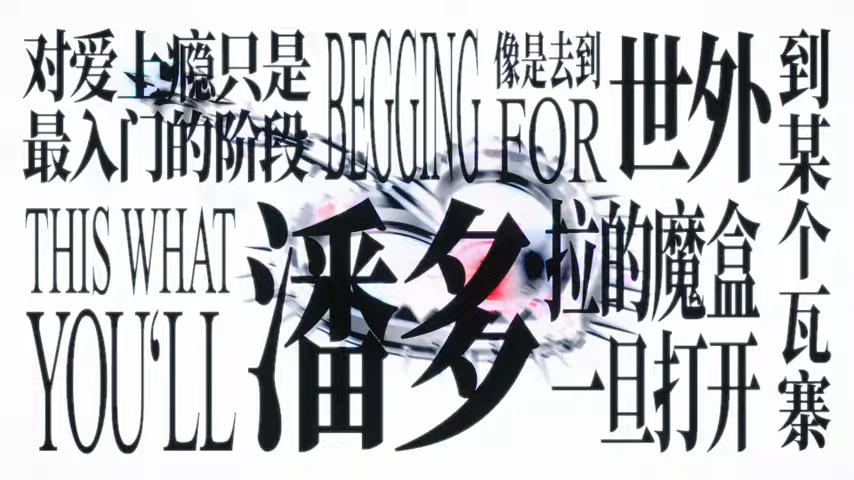 对爱上瘾只是
最入门的阶段
BEGGING
像是去到
FOR
世外
到某个瓦寨
THIS WHAT
YOU'LL
潘多
拉的魔盒
一旦打开